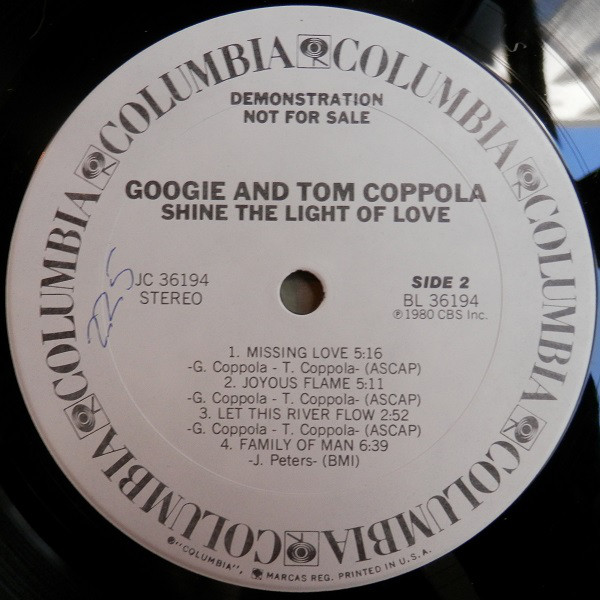 COLUMBIA COLUMBIA COLUMBIA COLUMBIA COLUMBIA COLUMBIA
DEMONSTRATION
NOT FOR SALE
GOOGIE AND TOM COPPOLA
SHINE THE LIGHT OF LOVE
225
JC 36194
STEREO
SIDE 2
BL 36194
℗1980 CBS Inc.
1. MISSING LOVE 5:16
-G. Coppola - T. Coppola- (ASCAP)
2. JOYOUS FLAME 5:11
-G. Coppola - T. Coppola- (ASCAP)
3. LET THIS RIVER FLOW 2:52
-G. Coppola - T. Coppola- (ASCAP)
4. FAMILY OF MAN 6:39
-J. Peters- (BMI)
® "COLUMBIA", MARCAS REG. PRINTED IN U.S.A.